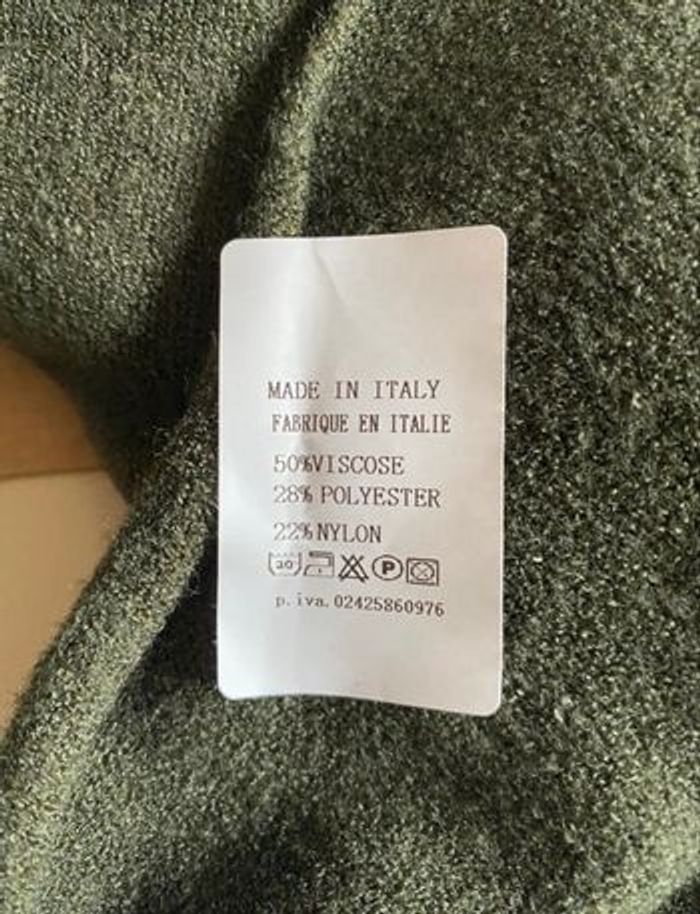 MADE IN ITALY
FABRIQUE EN ITALIE
50%VISCOSE
28% POLYESTER
22%NYLON
P
p.iva.02425860976